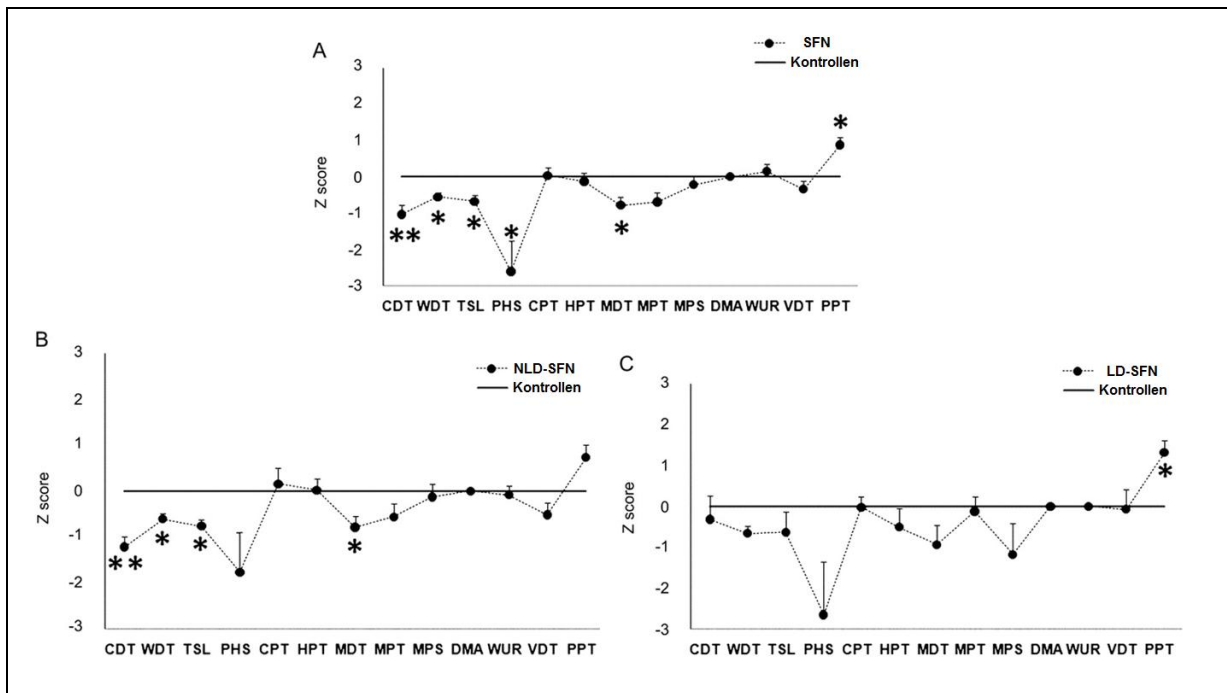 A
SFN
Kontrollen
3
2
1
0
-1
-2
-3
Z score
*
** * * * *
CDT WDT TSL PHS CPT HPT MDT MPT MPS DMA WUR VDT PPT
B
NLD-SFN
Kontrollen
3
2
1
0
-1
-2
-3
Z score
** * * *
CDT WDT TSL PHS CPT HPT MDT MPT MPS DMA WUR VDT PPT
C
LD-SFN
Kontrollen
3
2
1
0
-1
-2
-3
Z score
*
CDT WDT TSL PHS CPT HPT MDT MPT MPS DMA WUR VDT PPT